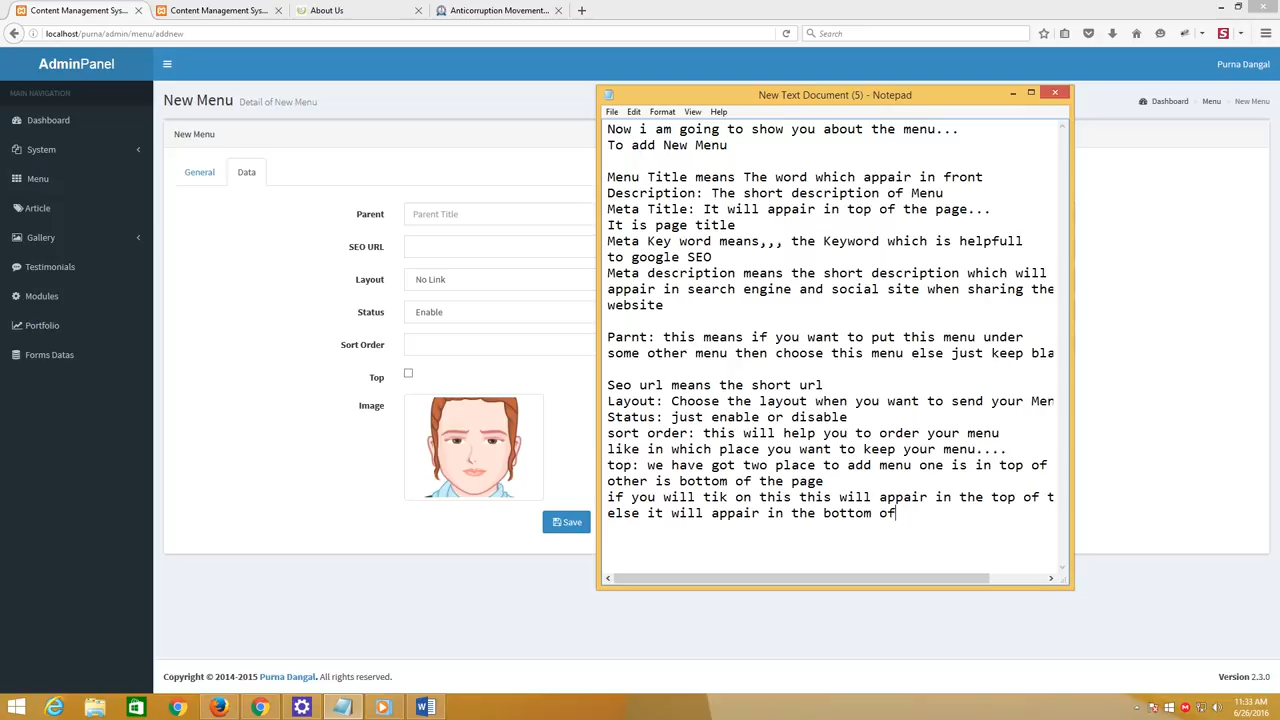 Content Management Sys...
Content Management Sys...
About Us
Anticorruption Movement...
localhost/purna/admin/menu/addnew
Search
AdminPanel
Purna Dangal
MAIN NAVIGATION
Dashboard
System
Menu
Article
Gallery
Testimonials
Modules
Portfolio
Forms Datas
New Menu Detail of New Menu
Dashboard Menu New Menu
New Menu
General
Data
Parent
Parent Title
SEO URL
Layout
No Link
Status
Enable
Sort Order
Top
Image
Save
New Text Document (5) - Notepad
File Edit Format View Help
Now i am going to show you about the menu...
To add New Menu
Menu Title means The word which appair in front
Description: The short description of Menu
Meta Title: It will appair in top of the page...
It is page title
Meta Key word means,,, the Keyword which is helpfull
to google SEO
Meta description means the short description which will
appair in search engine and social site when sharing the
website
Parnt: this means if you want to put this menu under
some other menu then choose this menu else just keep bla
Seo url means the short url
Layout: Choose the layout when you want to send your Men
Status: just enable or disable
sort order: this will help you to order your menu
like in which place you want to keep your menu....
top: we have got two place to add menu one is in top of
other is bottom of the page
if you will tik on this this will appair in the top of t
else it will appair in the bottom of
Copyright © 2014-2015 Purna Dangal. All rights reserved.
Version 2.3.0
11:33 AM
6/26/2016